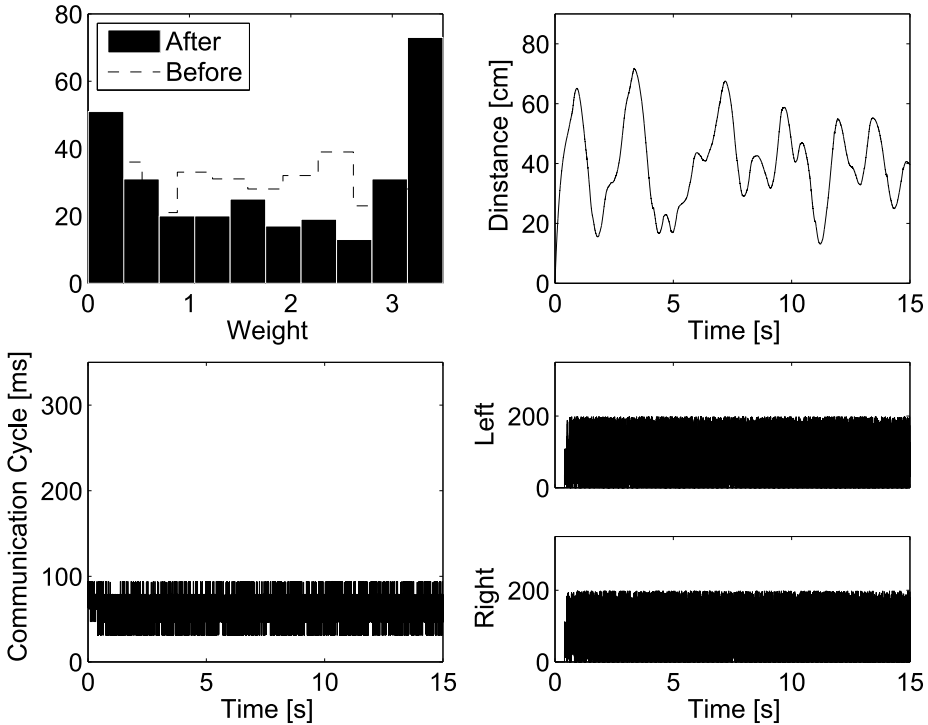 80
60
40
20
0
After
Before
0 1 2 3
Weight
80
60
40
20
0
Dinstance [cm]
0 5 10 15
Time [s]
300
200
100
0
Communication Cycle [ms]
0 5 10 15
Time [s]
200
0
Left
200
0
Right
0 5 10 15
Time [s]